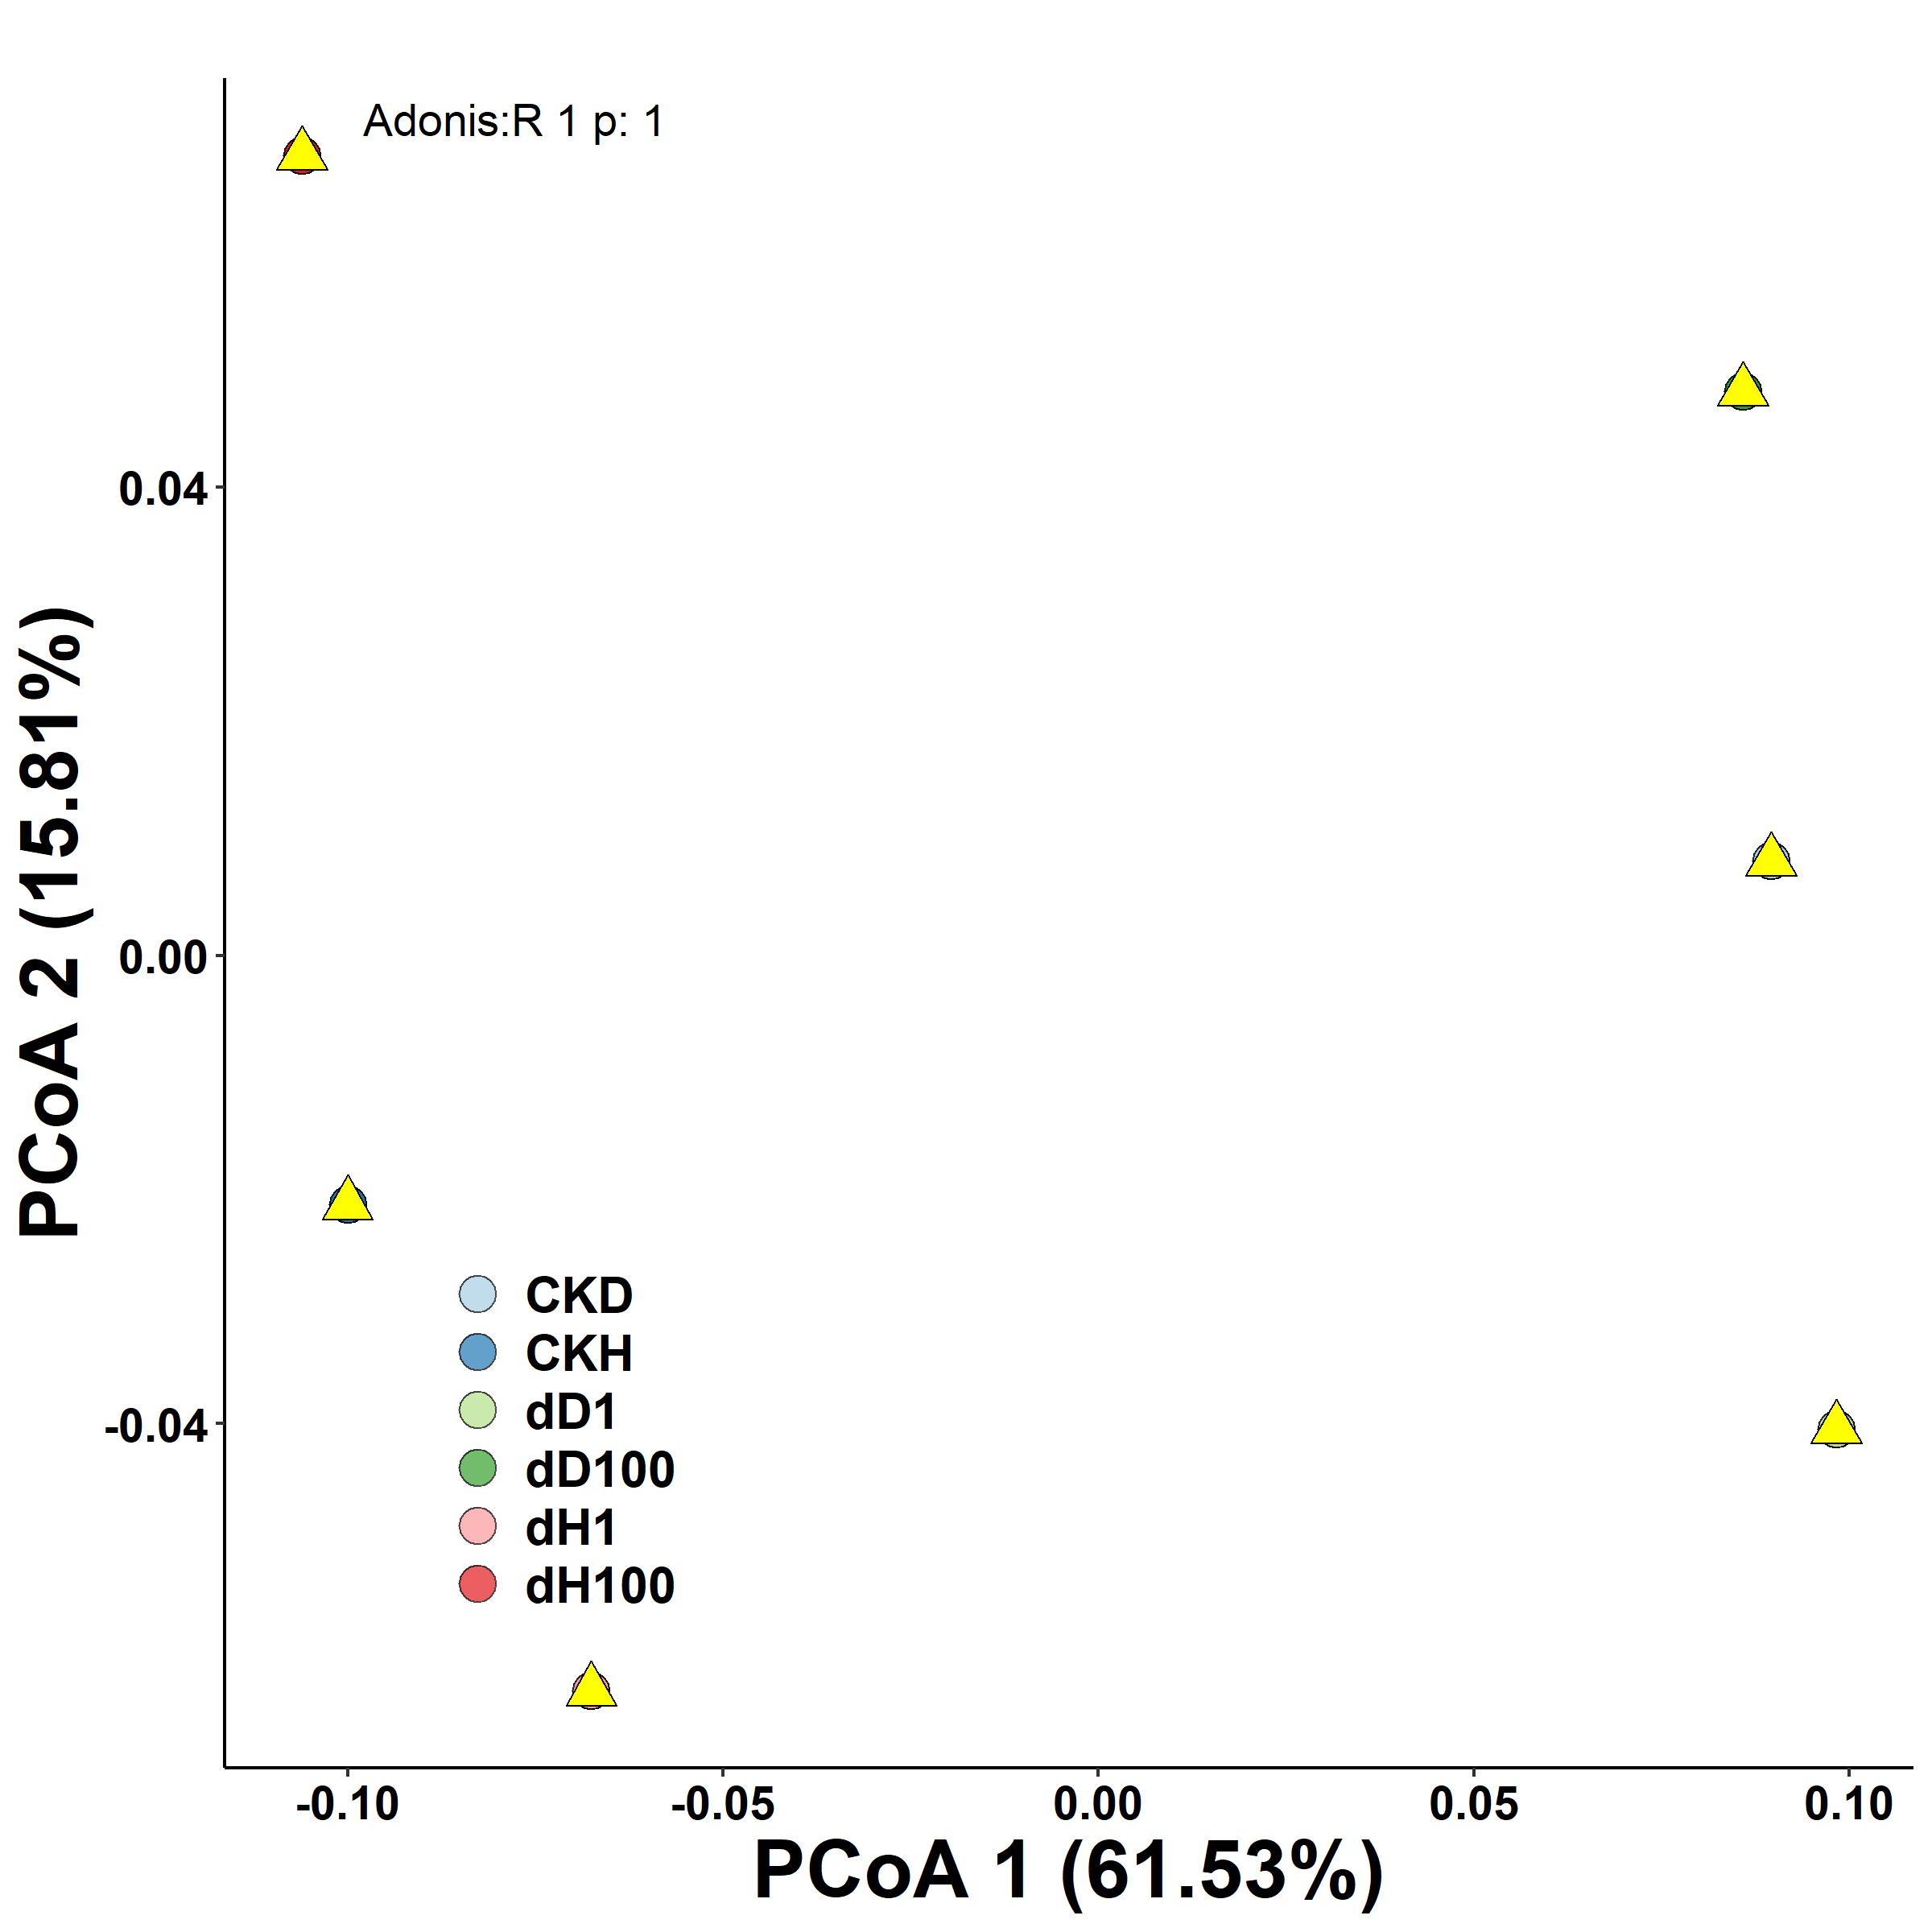 Adonis:R 1 p: 1
PCoA 2 (15.81%)
0.04
0.00
-0.04
CKD
CKH
dD1
dD100
dH1
dH100
-0.10
-0.05
0.00
0.05
0.10
PCoA 1 (61.53%)